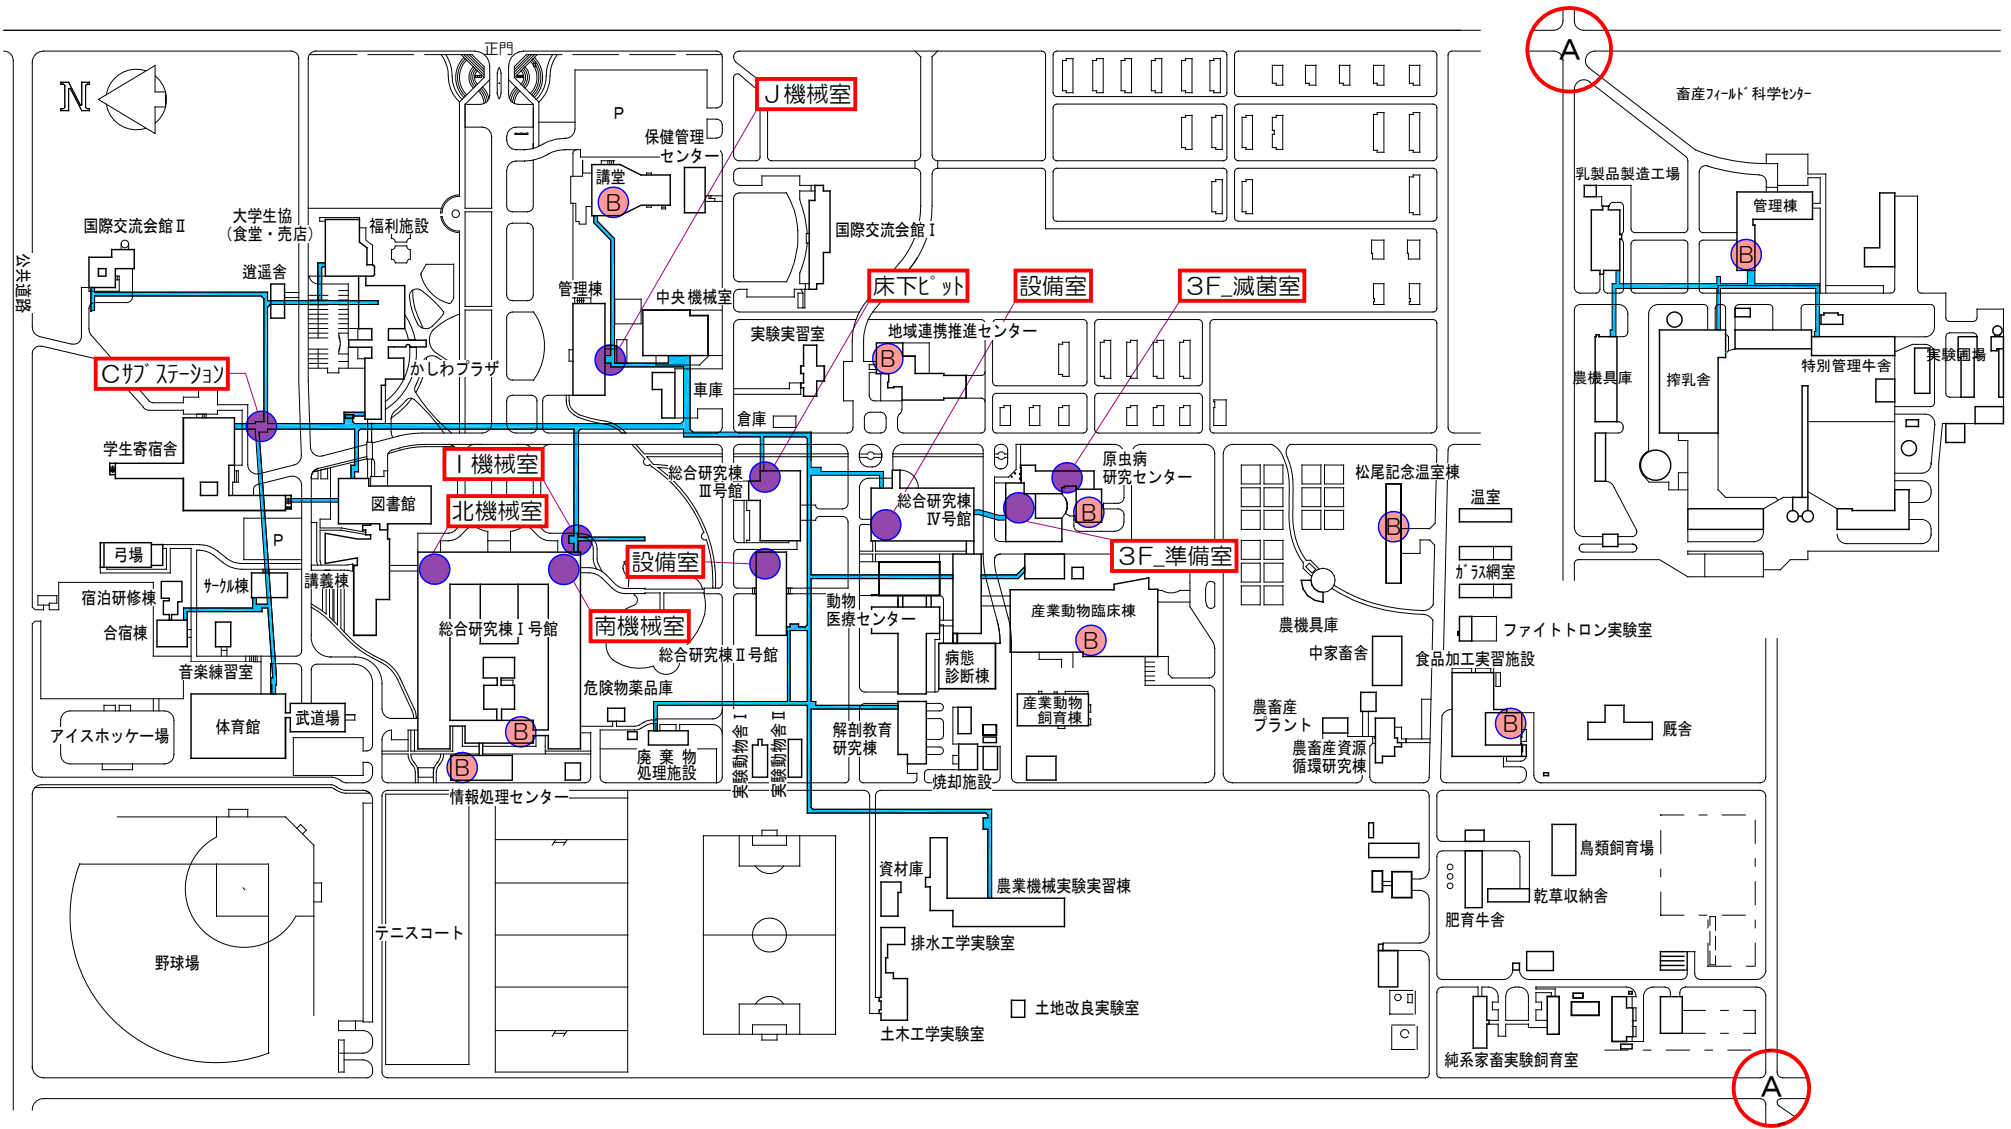 正門
A
N
J機械室
畜産フィールド科学センター
P
保健管理
センター
講堂
B
乳製品製造工場
管理棟
B
国際交流会館Ⅱ
大学生協
(食堂・売店)
福利施設
国際交流会館Ⅰ
公共道路
逍遥舎
管理棟
中央機械室
床下ピット
設備室
3F_滅菌室
実験実習室
地域連携推進センター
B
Cサブステーション
かしわプラザ
車庫
倉庫
農機具庫
搾乳舎
特別管理牛舎
実験圃場
学生寄宿舎
I機械室
総合研究棟
Ⅲ号館
原虫病
研究センター
松尾記念温室棟
図書館
北機械室
総合研究棟
Ⅳ号館
B
B
温室
P
弓場
設備室
3F_準備室
サークル棟
講義棟
ガラス網室
宿泊研修棟
合宿棟
南機械室
動物
医療センター
産業動物臨床棟
B
農機具庫
ファイトトロン実験室
総合研究棟Ⅰ号館
総合研究棟Ⅱ号館
病態
診断棟
中家畜舎
食品加工実習施設
音楽練習室
危険物薬品庫
産業動物
飼育棟
農畜産
プラント
アイスホッケー場
体育館
武道場
B
B
実験動物舎Ⅰ
実験動物舎Ⅱ
解剖教育
研究棟
B
厩舎
廃棄物
処理施設
農畜産資源
循環研究棟
焼却施設
情報処理センター
資材庫
農業機械実験実習棟
鳥類飼育場
乾草収納舎
肥育牛舎
テニスコート
排水工学実験室
野球場
土地改良実験室
土木工学実験室
純系家畜実験飼育室
A